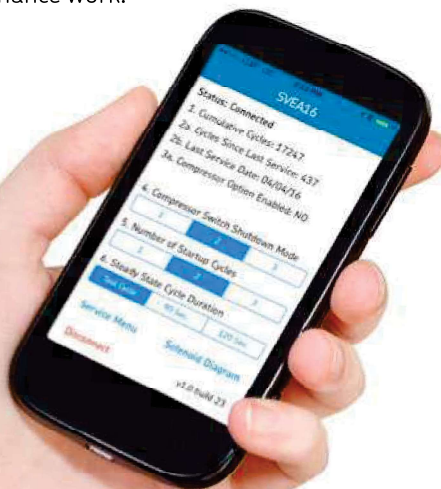 nance work.
SVEA16
Status: Connected
1. Cumulative Cycles: 17247
2a. Cycles Since Last Service: 437
2b. Last Service Date: 04/04/16
3a. Compressor Option Enabled: NO
4. Compressor Switch Shutdown Mode
1 2 3
5. Number of Startup Cycles
1 2 3
6. Steady State Cycle Duration
Test Cycle 90 Sec 120 Sec
Service Menu Solenoid Diagram
Disconnect
v1.0 build 23